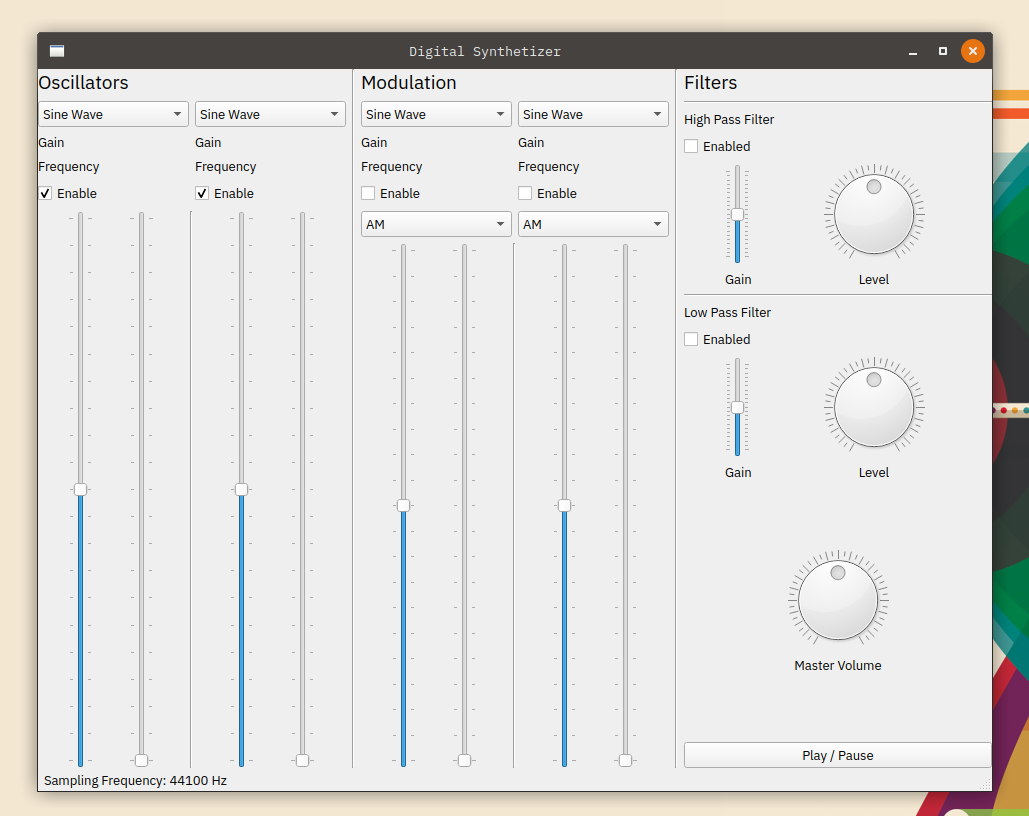 Digital Synthetizer
Oscillators
Sine Wave
Sine Wave
Gain
Gain
Frequency
Frequency
Enable
Enable
Modulation
Sine Wave
Sine Wave
Gain
Gain
Frequency
Frequency
Enable
Enable
AM
AM
Filters
High Pass Filter
Enabled
Gain
Level
Low Pass Filter
Enabled
Gain
Level
Master Volume
Play / Pause
Sampling Frequency: 44100 Hz